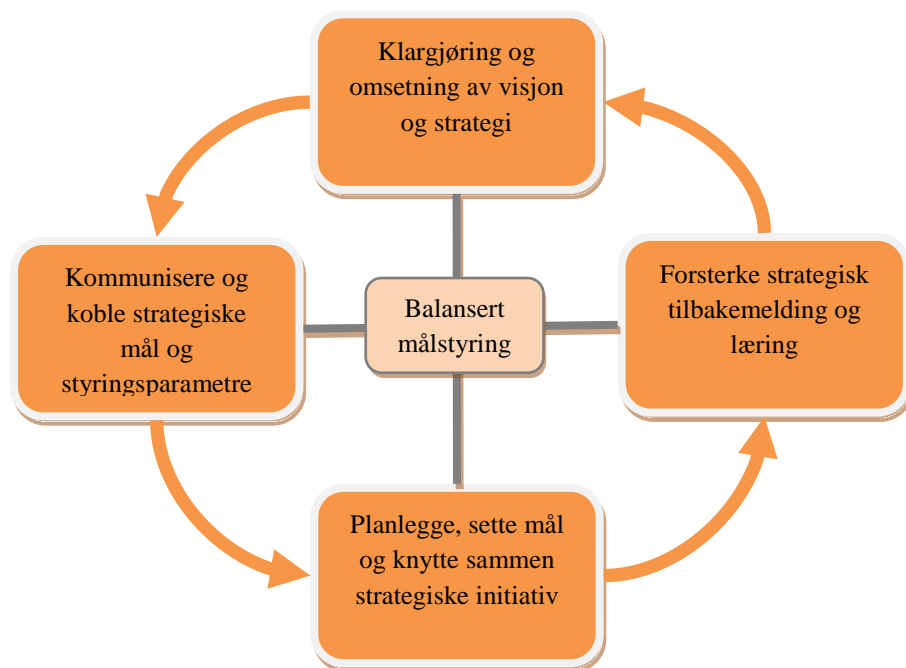 Klargjøring og
omsetning av visjon
og strategi
Kommunisere og
koble strategiske
mål og
styringsparametre
Balansert
målstyring
Forsterke strategisk
tilbakemelding og
læring
Planlegge, sette mål
og knytte sammen
strategiske initiativ